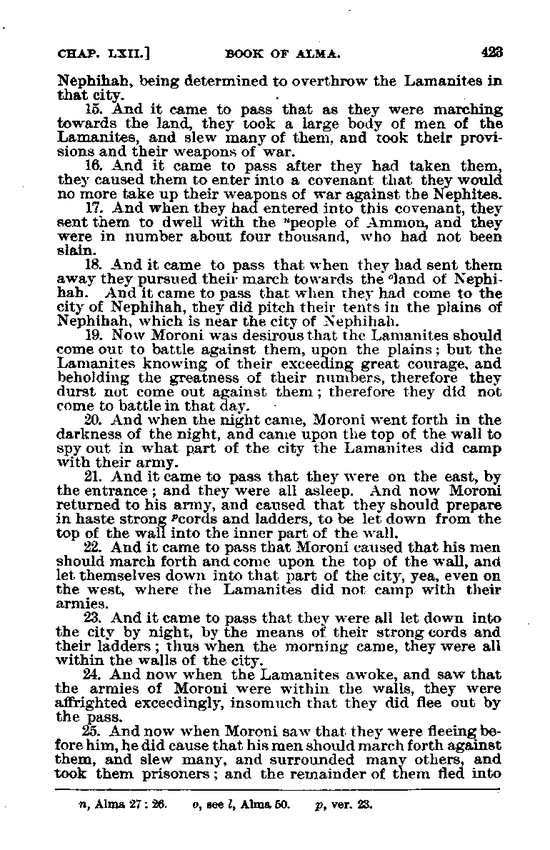 CHAP. LXII.] BOOK OF ALMA. 423
Nephihah, being determined to overthrow the Lamanites in
that city.
15. And it came to pass that as they were marching
towards the land, they took a large body of men of the
Lamanites, and slew many of them, and took their provi-
sions and their weapons of war.
16. And it came to pass after they had taken them,
they caused them to enter into a covenant that they would
no more take up their weapons of war against the Nephites.
17. And when they had entered into this covenant, they
sent them to dwell with the ⁿpeople of Ammon, and they
were in number about four thousand, who had not been
slain.
18. And it came to pass that when they had sent them
away they pursued their march towards the ᵒland of Nephi-
hah. And it came to pass that when they had come to the
city of Nephihah, they did pitch their tents in the plains of
Nephihah, which is near the city of Nephihah.
19. Now Moroni was desirous that the Lamanites should
come out to battle against them, upon the plains; but the
Lamanites knowing of their exceeding great courage, and
beholding the greatness of their numbers, therefore they
durst not come out against them; therefore they did not
come to battle in that day.
20. And when the night came, Moroni went forth in the
darkness of the night, and came upon the top of the wall to
spy out in what part of the city the Lamanites did camp
with their army.
21. And it came to pass that they were on the east, by
the entrance; and they were all asleep. And now Moroni
returned to his army, and caused that they should prepare
in haste strong ᵖcords and ladders, to be let down from the
top of the wall into the inner part of the wall.
22. And it came to pass that Moroni caused that his men
should march forth and come upon the top of the wall, and
let themselves down into that part of the city, yea, even on
the west, where the Lamanites did not camp with their
armies.
23. And it came to pass that they were all let down into
the city by night, by the means of their strong cords and
their ladders; thus when the morning came, they were all
within the walls of the city.
24. And now when the Lamanites awoke, and saw that
the armies of Moroni were within the walls, they were
affrighted exceedingly, insomuch that they did flee out by
the pass.
25. And now when Moroni saw that they were fleeing be-
fore him, he did cause that his men should march forth against
them, and slew many, and surrounded many others, and
took them prisoners; and the remainder of them fled into
n, Alma 27: 26. o, see l, Alma 50. p, ver. 23.